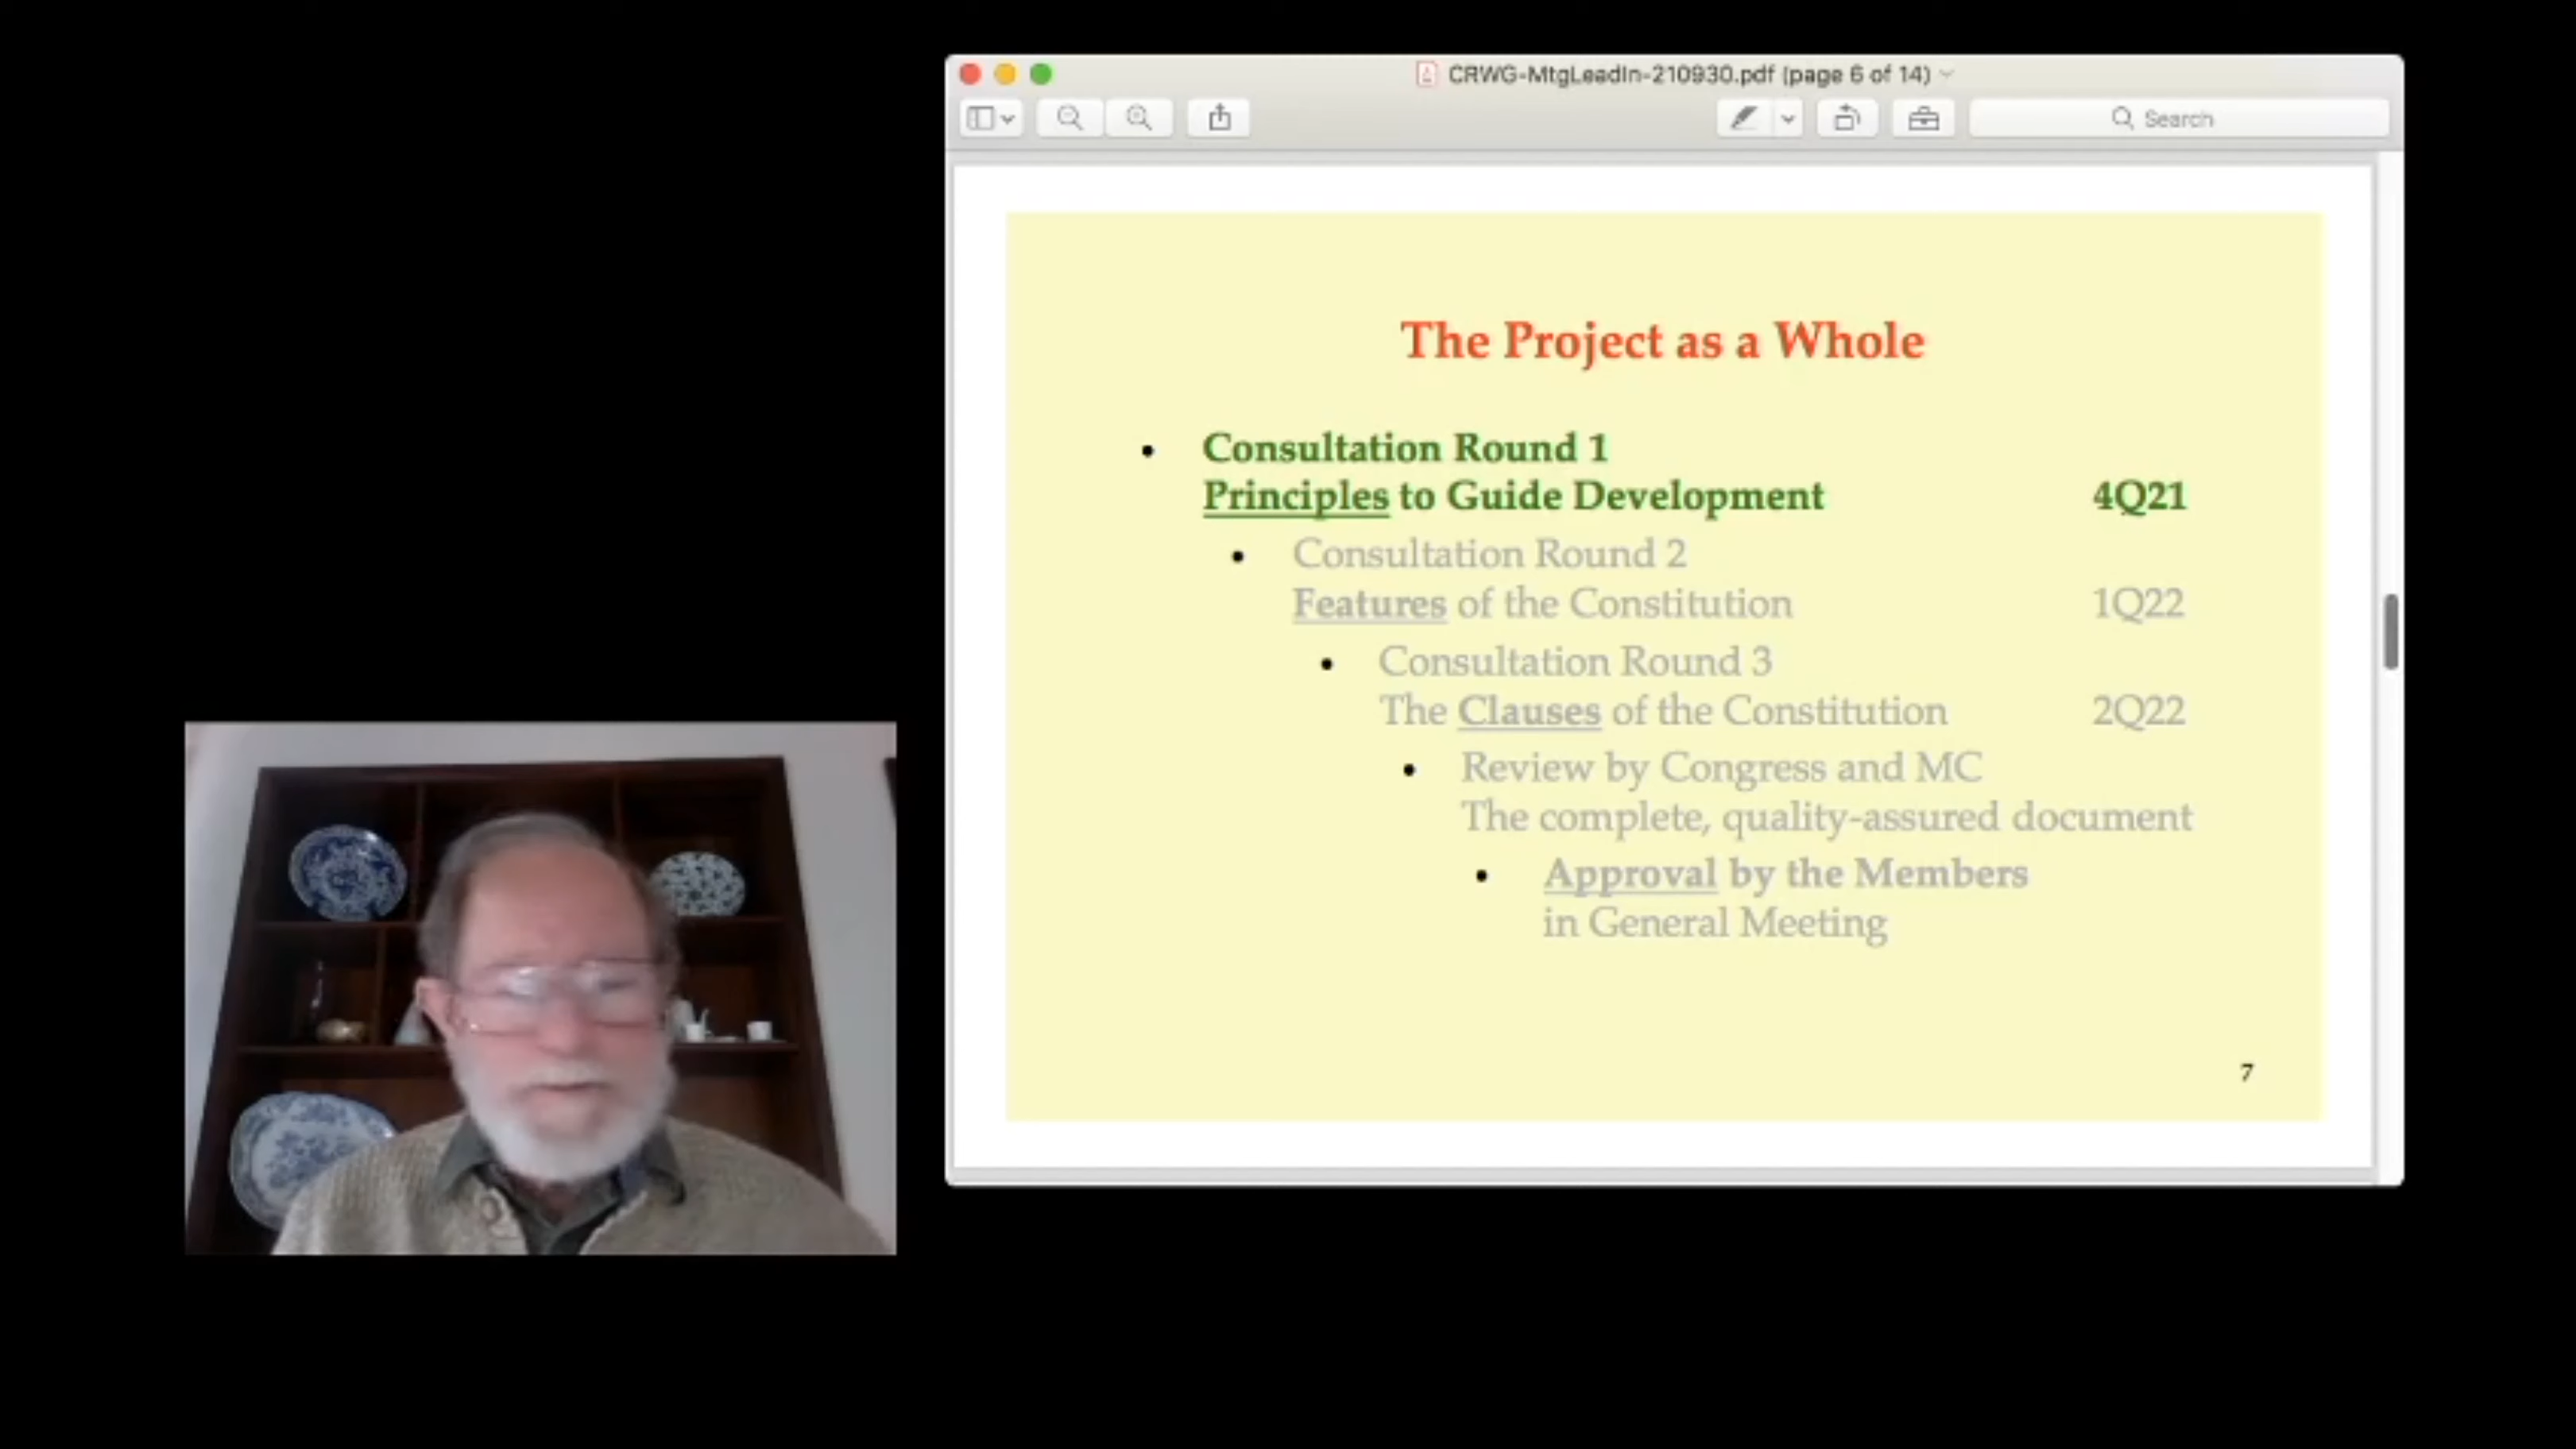 CRWG-MtgLeadIn-210930.pdf (page 6 of 14)
Search
The Project as a Whole
• Consultation Round 1
Principles to Guide Development 4Q21
• Consultation Round 2
Features of the Constitution 1Q22
• Consultation Round 3
The Clauses of the Constitution 2Q22
• Review by Congress and MC
The complete, quality-assured document
• Approval by the Members
in General Meeting
7